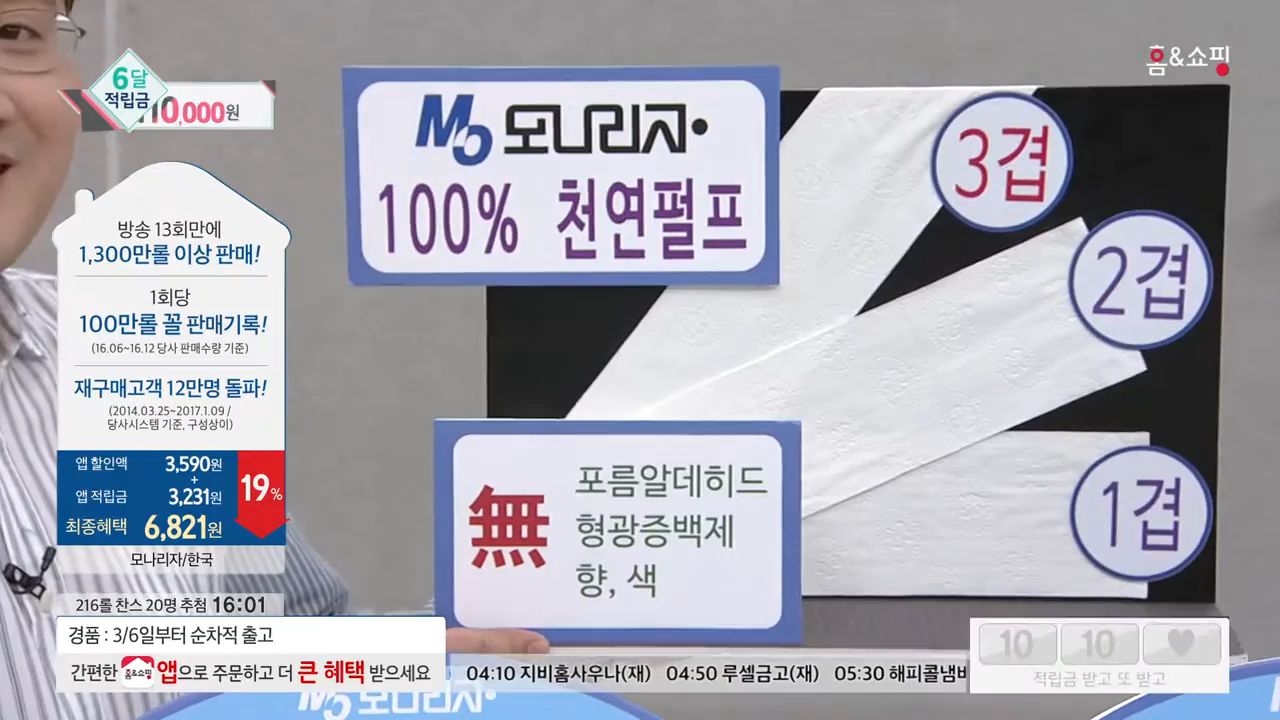 6달
적립금
10,000원
홈&쇼핑
방송 13회만에
1,300만롤 이상 판매!
1회당
100만롤 꼴 판매기록!
(16.06~16.12 당사 판매수량 기준)
재구매고객 12만명 돌파!
(2014.03.25~2017.1.09 /
당사시스템 기준, 구성상이)
앱 할인액 3,590원
+
앱 적립금 3,231원
19%
최종혜택 6,821원
모나리자/한국
216롤 찬스 20명 추첨 16:01
Mo 모나리자
100% 천연펄프
3겹
2겹
1겹
無
포름알데히드
형광증백제
향, 색
경품 : 3/6일부터 순차적 출고
간편한 홈&쇼핑 앱으로 주문하고 더 큰 혜택 받으세요
04:10 지비홈사우나(재) 04:50 루셀금고(재) 05:30 해피콜냄비
10 10
적립금 받고 또 받고
Mo 모나리자